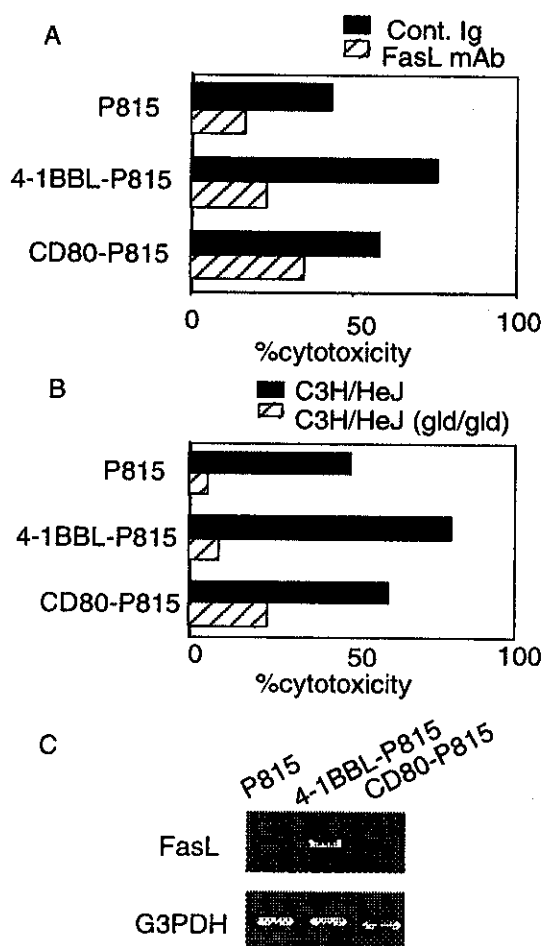 A
Cont. Ig
FasL mAb
P815
4-1BBL-P815
CD80-P815
0 50 100
%cytotoxicity
B
C3H/HeJ
C3H/HeJ (gld/gld)
P815
4-1BBL-P815
CD80-P815
0 50 100
%cytotoxicity
C
P815
4-1BBL-P815
CD80-P815
FasL
G3PDH